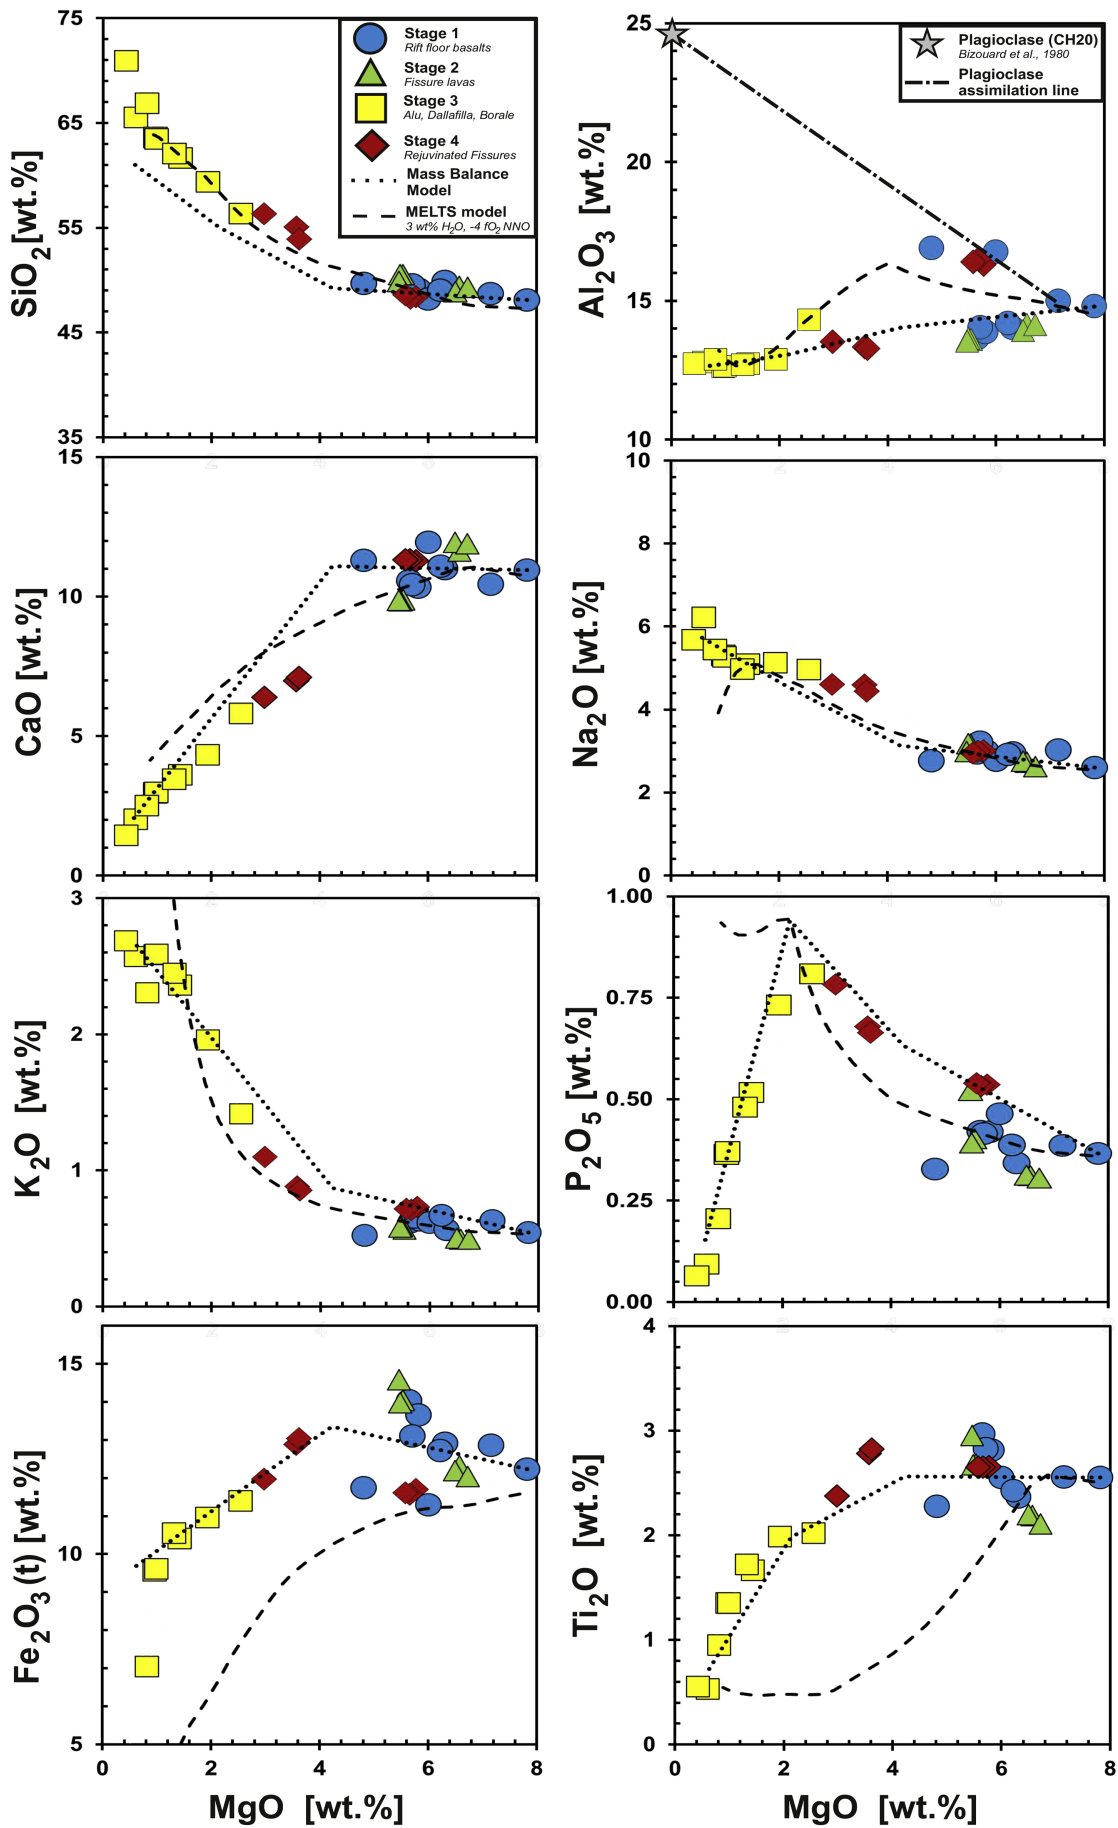 75
65
55
45
35
SiO2[wt.%]
Stage 1
Rift floor basalts
Stage 2
Fissure lavas
Stage 3
Alu, Dallafilla, Borale
Stage 4
Rejuvinated Fissures
Mass Balance
Model
MELTS model
3 wt% H2O, -4 fO2 NNO
25
20
15
10
Al2O3 [wt.%]
Plagioclase (CH20)
Bizouard et al., 1980
Plagioclase
assimilation line
15
10
5
0
CaO [wt.%]
10
8
6
4
2
0
Na2O [wt.%]
3
2
1
0
K2O [wt.%]
1.00
0.75
0.50
0.25
0.00
P2O5 [wt.%]
15
10
5
Fe2O3(t) [wt.%]
0 2 4 6 8
MgO [wt.%]
4
3
2
1
0
Ti2O [wt.%]
0 2 4 6 8
MgO [wt.%]